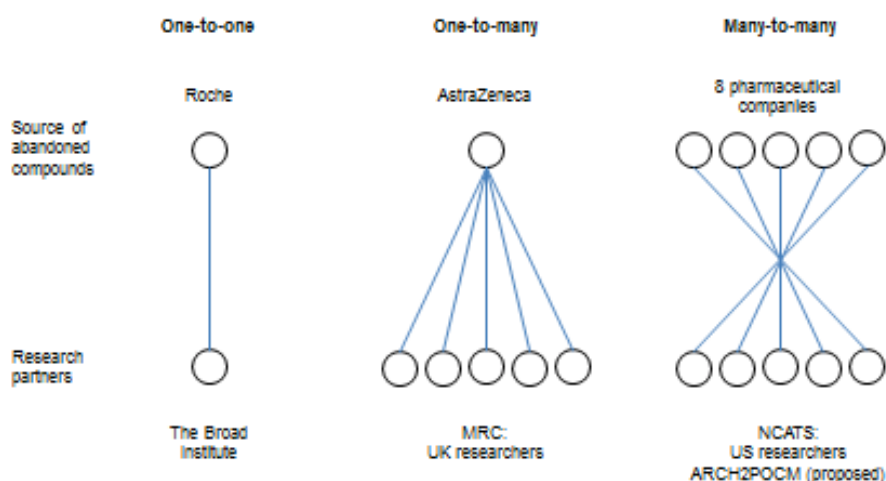 One-to-one
One-to-many
Many-to-many
Roche
AstraZeneca
8 pharmaceutical
companies
Source of
abandoned
compounds
Research
partners
The Broad
Institute
MRC:
UK researchers
NCATS:
US researchers
ARCH2POCM (proposed)